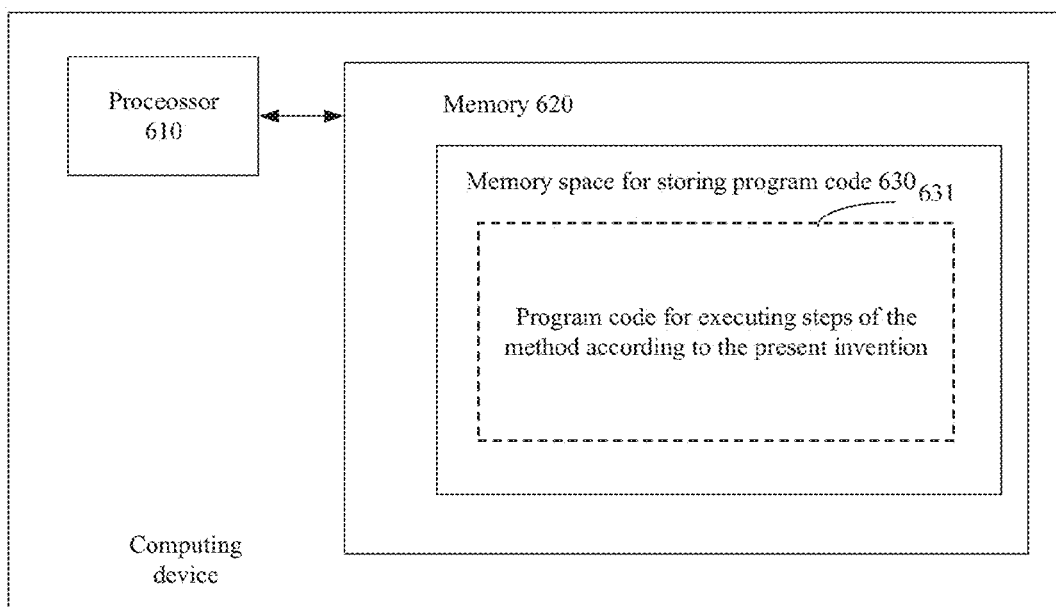 Proceossor
610
Memory 620
Memory space for storing program code 630
631
Program code for executing steps of the
method according to the present invention
Computing
device